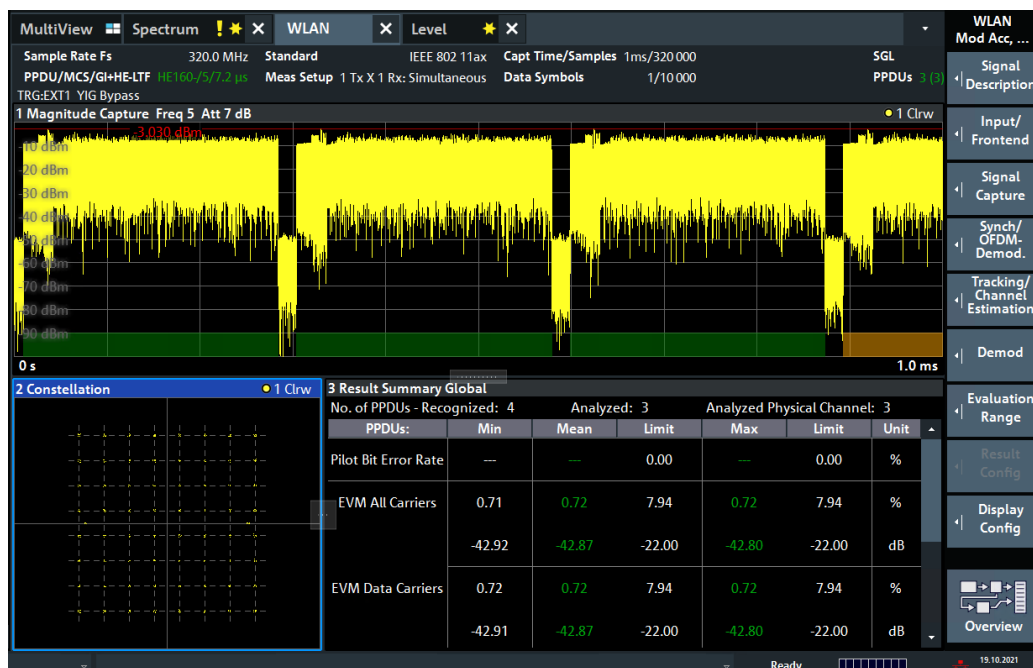 MultiView Spectrum ! WLAN X Level X
WLAN
Mod Acc, ...
Sample Rate Fs 320.0 MHz Standard IEEE 802 11ax Capt Time/Samples 1ms/320 000 SGL
PPDU/MCS/GI+HE-LTF HE160-/5/7.2 µs Meas Setup 1 Tx X 1 Rx: Simultaneous Data Symbols 1/10 000 PPDUs 3 (3)
TRG:EXT1 YIG Bypass
1 Magnitude Capture Freq 5 Att 7 dB 1 Clrw
-3.030 dBm
-10 dBm
-20 dBm
-30 dBm
-40 dBm
-50 dBm
-60 dBm
-70 dBm
-80 dBm
-90 dBm
0 s 1.0 ms
2 Constellation 1 Clrw
3 Result Summary Global
No. of PPDUs - Recognized: 4 Analyzed: 3 Analyzed Physical Channel: 3
PPDUs: Min Mean Limit Max Limit Unit
Pilot Bit Error Rate --- --- 0.00 --- 0.00 %
EVM All Carriers 0.71 0.72 7.94 0.72 7.94 %
-42.92 -42.87 -22.00 -42.80 -22.00 dB
EVM Data Carriers 0.72 0.72 7.94 0.72 7.94 %
-42.91 -42.87 -22.00 -42.80 -22.00 dB
Signal
Description
Input/
Frontend
Signal
Capture
Synch/
OFDM-
Demod.
Tracking/
Channel
Estimation
Demod
Evaluation
Range
Result
Config
Display
Config
Overview
Ready 19.10.2021